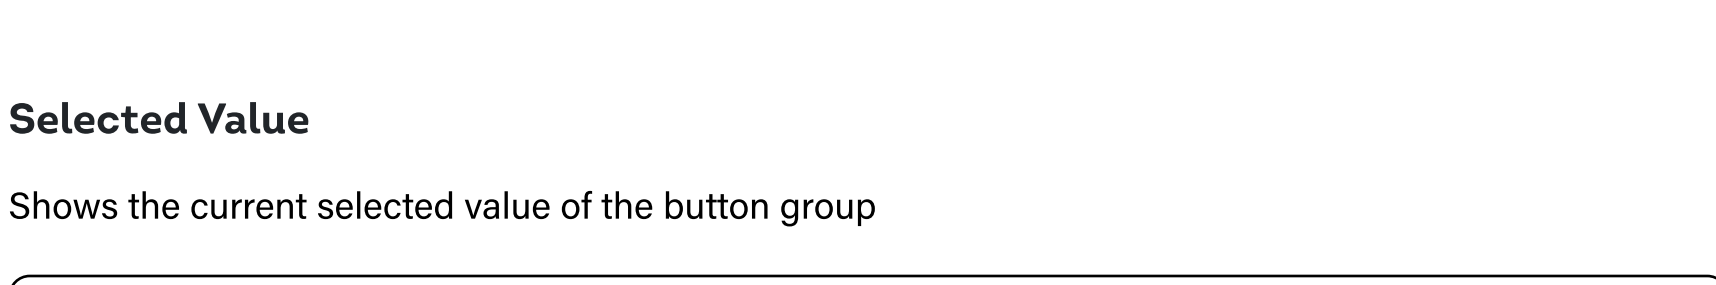 Selected Value
Shows the current selected value of the button group